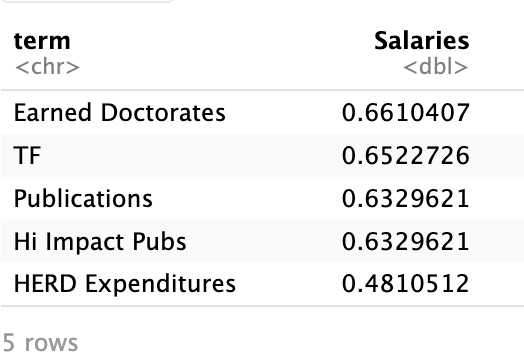 term Salaries
<chr> <dbl>
Earned Doctorates 0.6610407
TF 0.6522726
Publications 0.6329621
Hi Impact Pubs 0.6329621
HERD Expenditures 0.4810512
5 rows